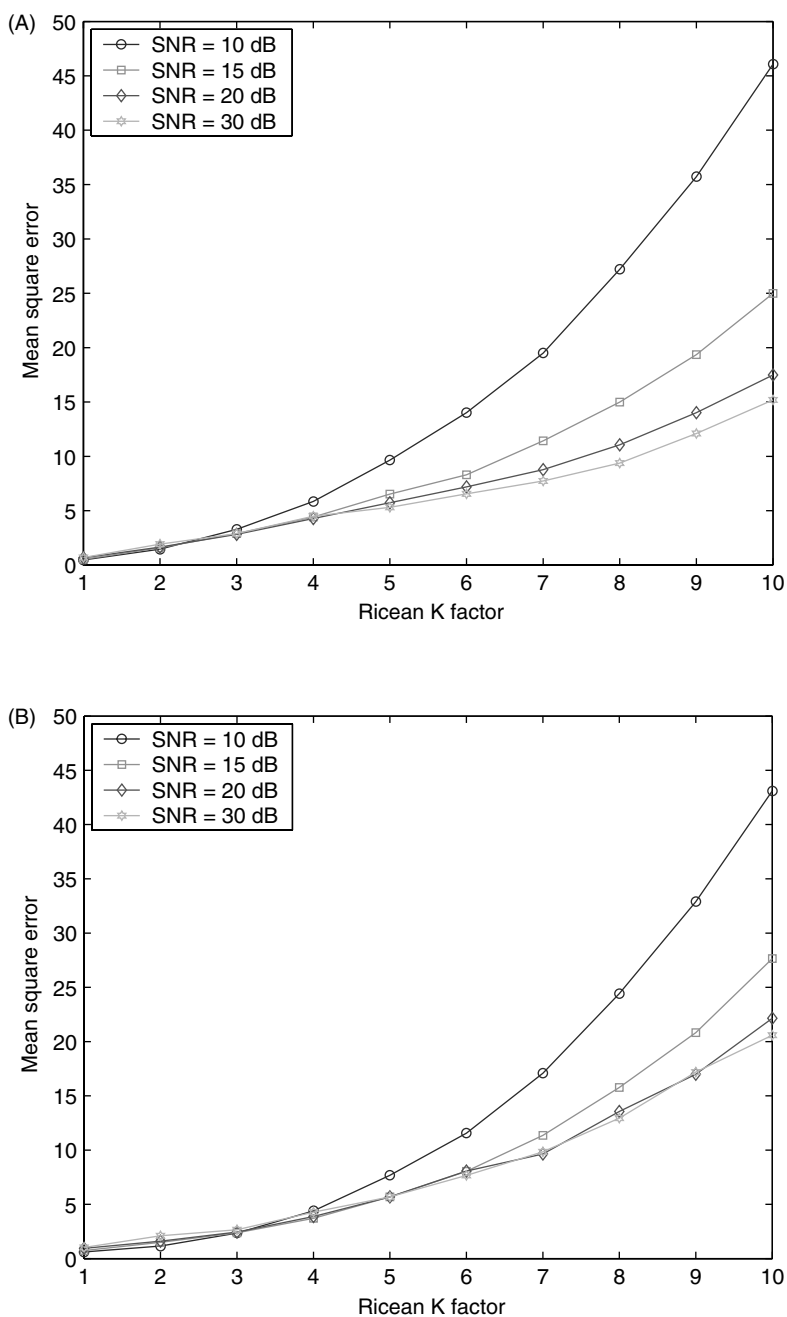 (A)
50
45
40
35
30
25
20
15
10
5
0
Mean square error
SNR = 10 dB
SNR = 15 dB
SNR = 20 dB
SNR = 30 dB
1 2 3 4 5 6 7 8 9 10
Ricean K factor
(B)
50
45
40
35
30
25
20
15
10
5
0
Mean square error
SNR = 10 dB
SNR = 15 dB
SNR = 20 dB
SNR = 30 dB
1 2 3 4 5 6 7 8 9 10
Ricean K factor